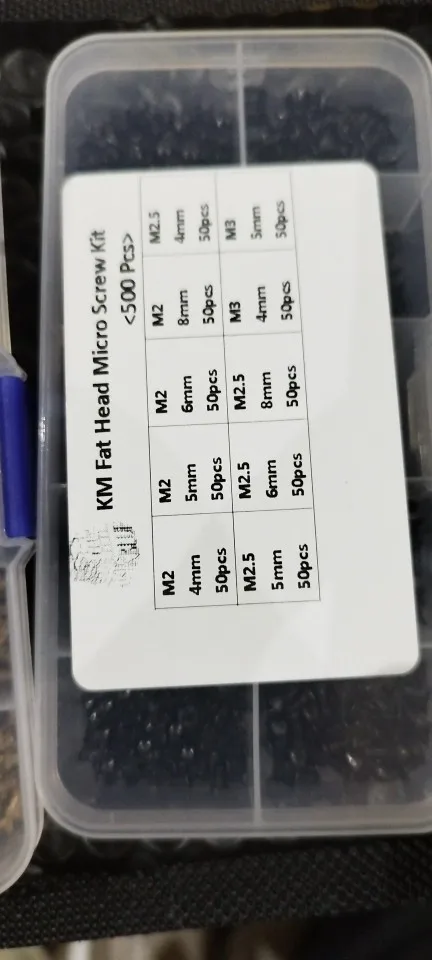 KM Fat Head Micro Screw Kit
<500 Pcs>
M2 M2 M2 M2 M2.5
4mm 5mm 6mm 8mm 4mm
50pcs 50pcs 50pcs 50pcs 50pcs
M2.5 M2.5 M2.5 M3 M3
5mm 6mm 8mm 4mm 5mm
50pcs 50pcs 50pcs 50pcs 50pcs